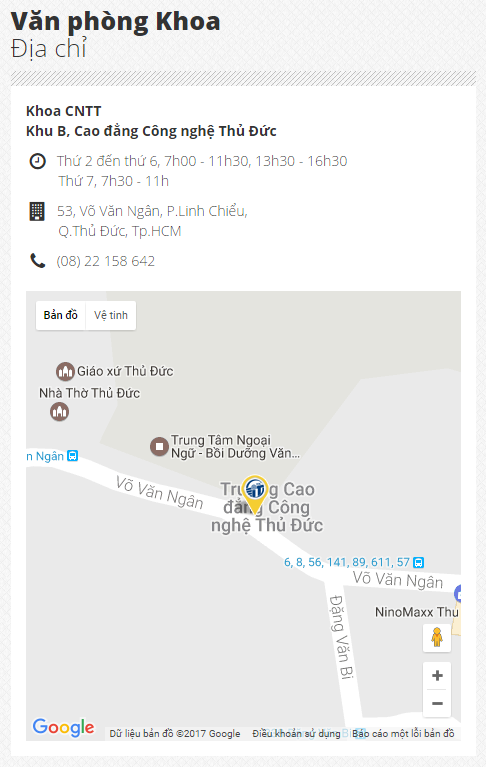 Văn phòng Khoa
Địa chỉ
Khoa CNTT
Khu B, Cao đẳng Công nghệ Thủ Đức
Thứ 2 đến thứ 6, 7h00 - 11h30, 13h30 - 16h30
Thứ 7, 7h30 - 11h
53, Võ Văn Ngân, P.Linh Chiểu,
Q.Thủ Đức, Tp.HCM
(08) 22 158 642
Bản đồ Vệ tinh
Giáo xứ Thủ Đức
Nhà Thờ Thủ Đức
Trung Tâm Ngoại
Ngữ - Bồi Dưỡng Văn...
n Ngân
Võ Văn Ngân
Trường Cao
đẳng Công
nghệ Thủ Đức
6, 8, 56, 141, 89, 611, 57
Võ Văn Ngân
NinoMaxx Thu
Đặng Văn Bi
+
−
Google
Dữ liệu bản đồ ©2017 Google Điều khoản sử dụng Báo cáo một lỗi bản đồ